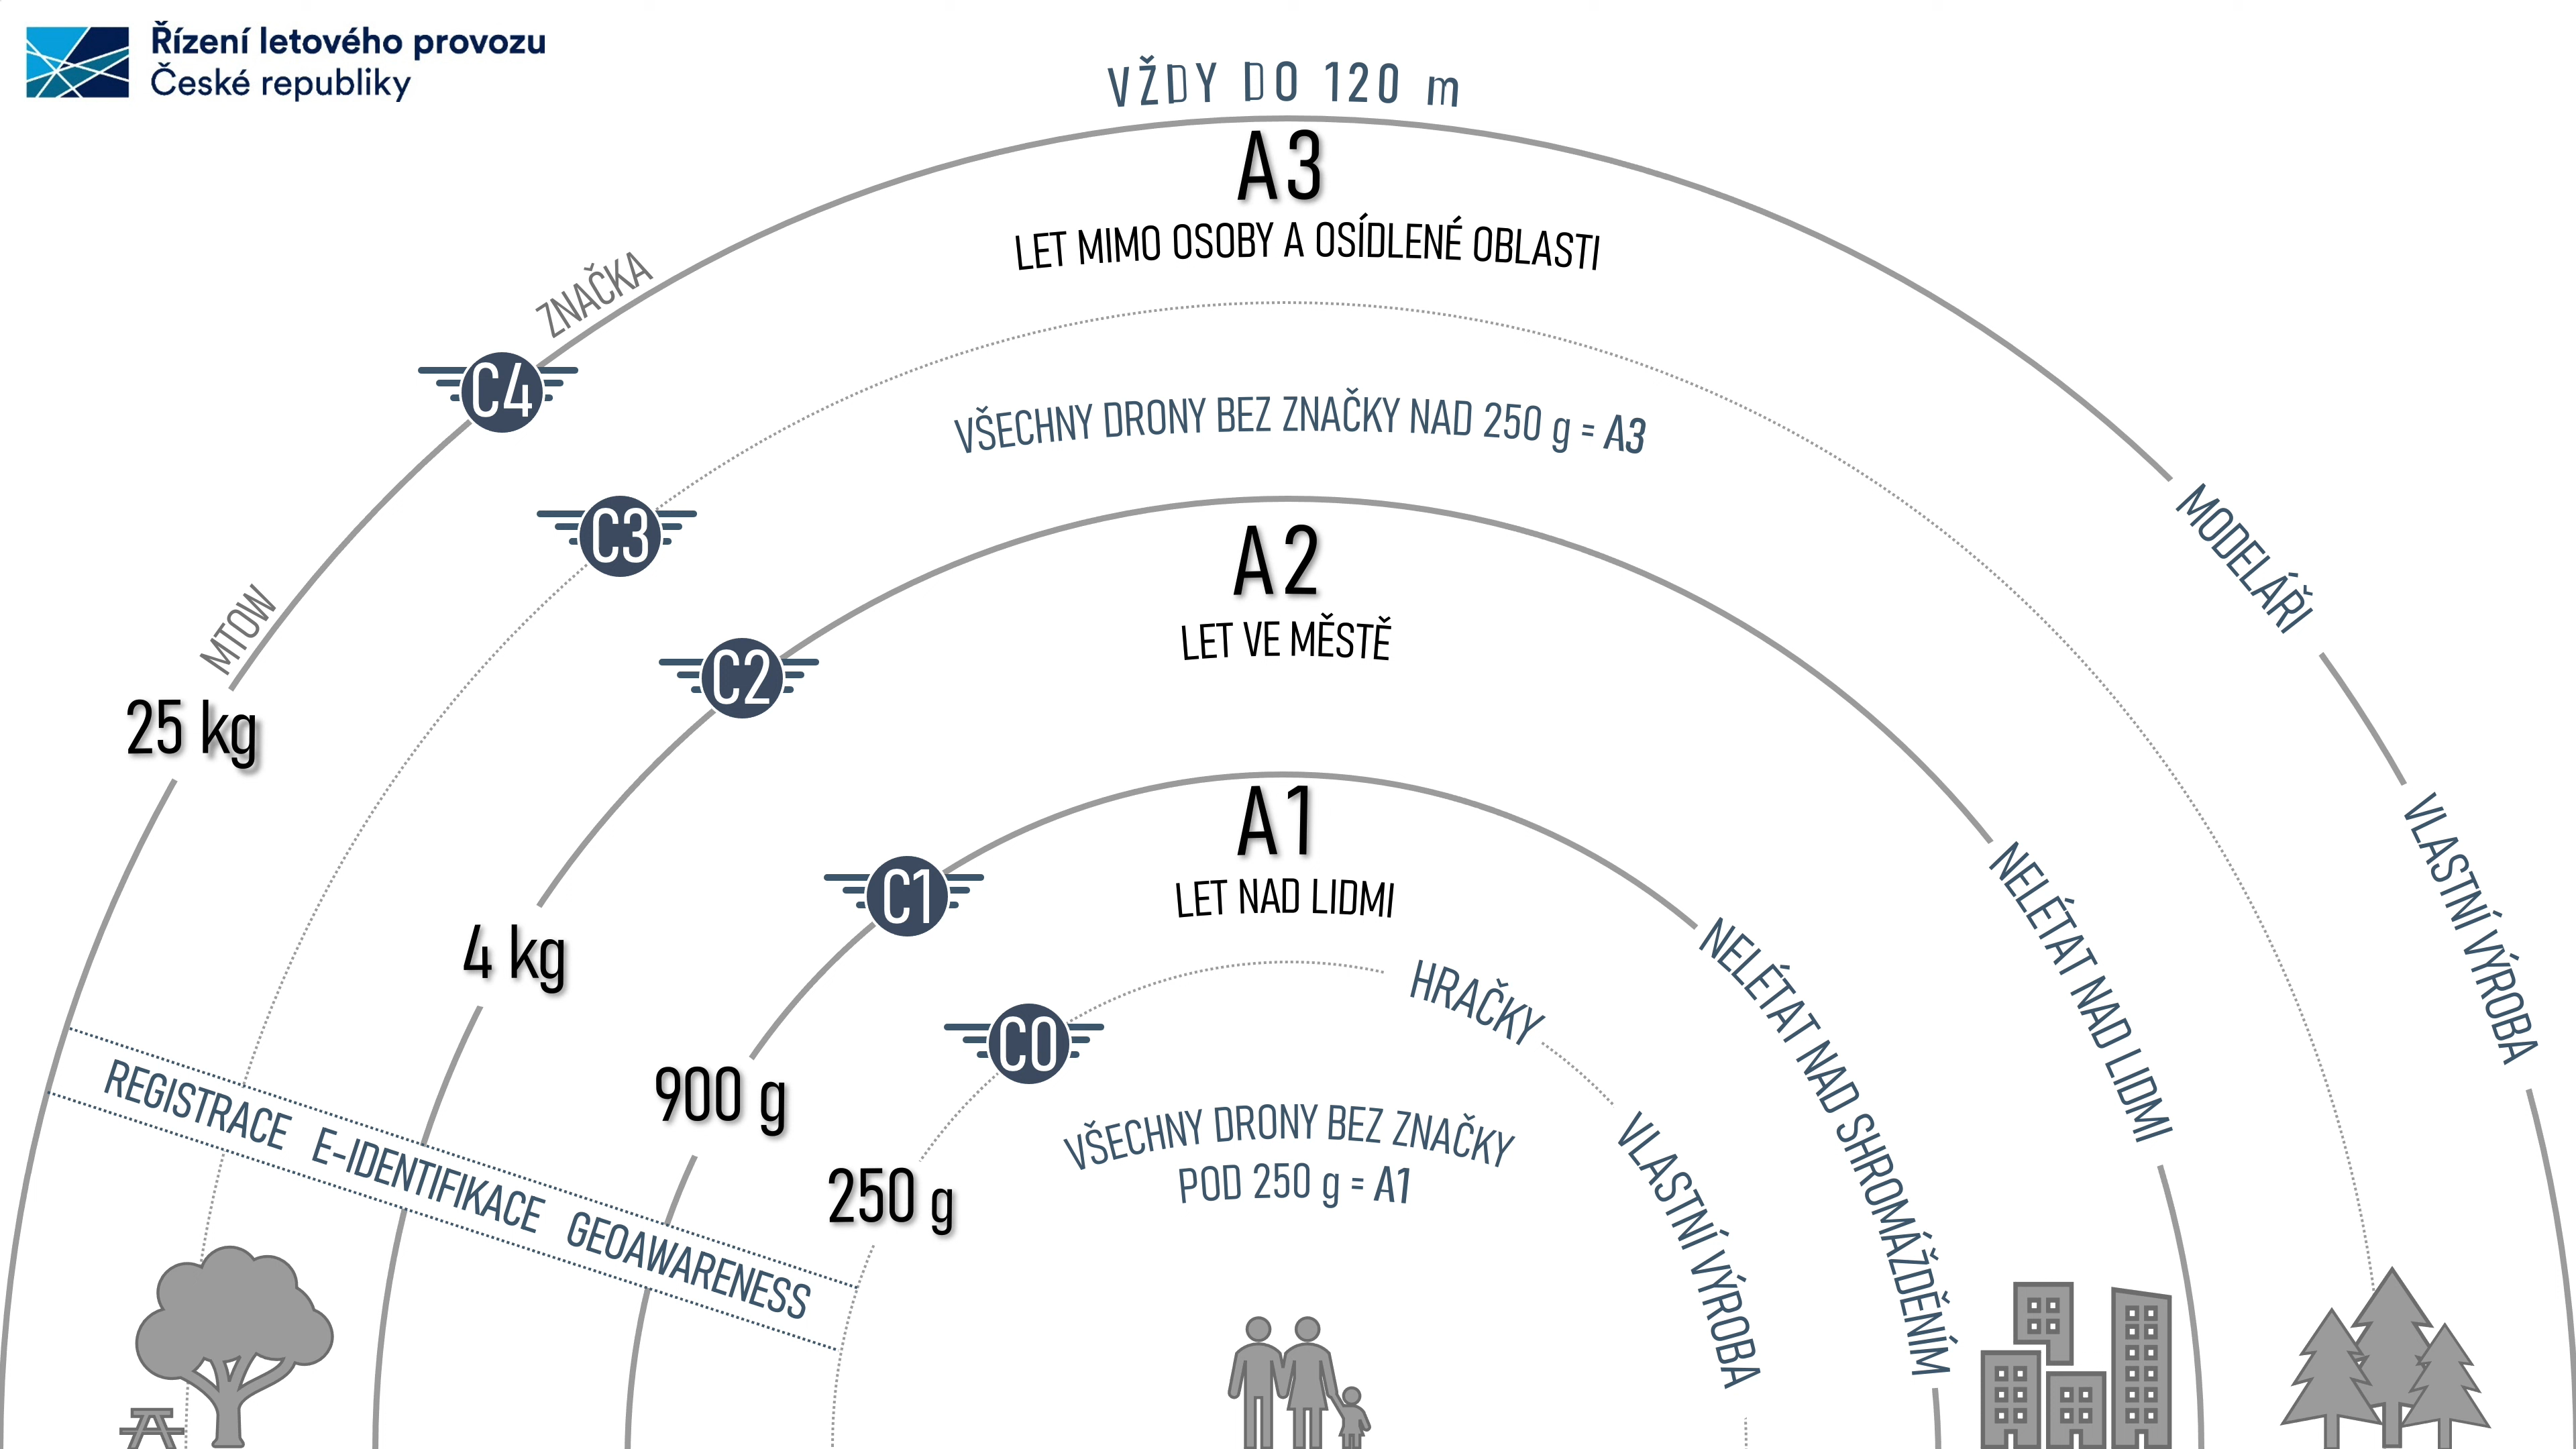 Řízení letového provozu
České republiky
VŽDY DO 120 m
A3
LET MIMO OSOBY A OSÍDLENÉ OBLASTI
ZNAČKA
C4
VŠECHNY DRONY BEZ ZNAČKY NAD 250 g = A3
C3
MODELÁŘI
A2
LET VE MĚSTĚ
MTOW
C2
25 kg
A1
LET NAD LIDMI
C1
VLASTNÍ VÝROBA
NELÉTAT NAD LIDMI
4 kg
NELÉTAT NAD SHROMÁŽDĚNÍM
HRAČKY
C0
900 g
VŠECHNY DRONY BEZ ZNAČKY
POD 250 g = A1
VLASTNÍ VÝROBA
250 g
REGISTRACE E-IDENTIFIKACE GEOAWARENESS